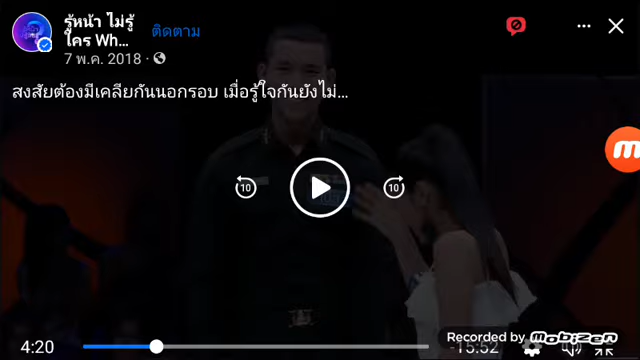 รู้หน้า ไม่รู้
ใคร Wh...
ติดตาม
7 พ.ค. 2018 ·
สงสัยต้องมีเคลียกันนอกรอบ เมื่อรู้ใจกันยังไม่...
10
10
4:20
-15:52
Recorded by Mobizen